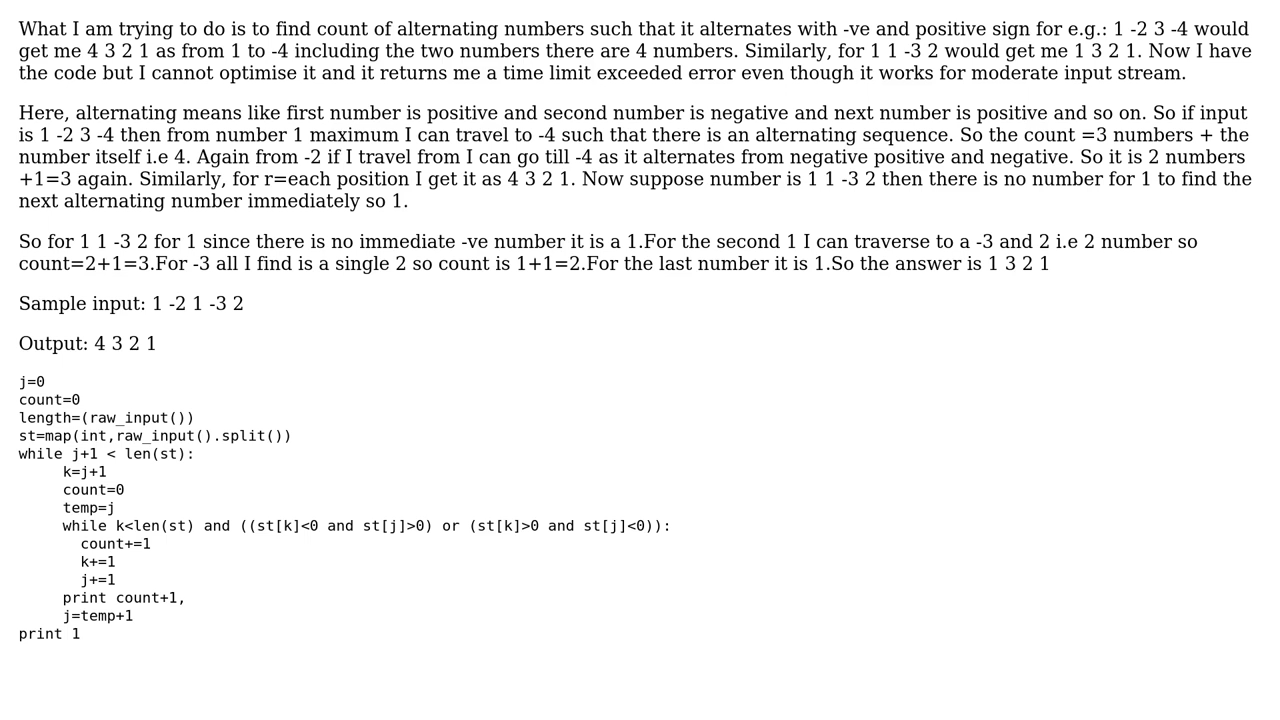 What I am trying to do is to find count of alternating numbers such that it alternates with -ve and positive sign for e.g.: 1 -2 3 -4 would
get me 4 3 2 1 as from 1 to -4 including the two numbers there are 4 numbers. Similarly, for 1 1 -3 2 would get me 1 3 2 1. Now I have
the code but I cannot optimise it and it returns me a time limit exceeded error even though it works for moderate input stream.
Here, alternating means like first number is positive and second number is negative and next number is positive and so on. So if input
is 1 -2 3 -4 then from number 1 maximum I can travel to -4 such that there is an alternating sequence. So the count =3 numbers + the
number itself i.e 4. Again from -2 if I travel from I can go till -4 as it alternates from negative positive and negative. So it is 2 numbers
+1=3 again. Similarly, for r=each position I get it as 4 3 2 1. Now suppose number is 1 1 -3 2 then there is no number for 1 to find the
next alternating number immediately so 1.
So for 1 1 -3 2 for 1 since there is no immediate -ve number it is a 1.For the second 1 I can traverse to a -3 and 2 i.e 2 number so
count=2+1=3.For -3 all I find is a single 2 so count is 1+1=2.For the last number it is 1.So the answer is 1 3 2 1
Sample input: 1 -2 1 -3 2
Output: 4 3 2 1
j=0
count=0
length=(raw_input())
st=map(int,raw_input().split())
while j+1 < len(st):
     k=j+1
     count=0
     temp=j
     while k<len(st) and ((st[k]<0 and st[j]>0) or (st[k]>0 and st[j]<0)):
       count+=1
       k+=1
       j+=1
     print count+1,
     j=temp+1
print 1